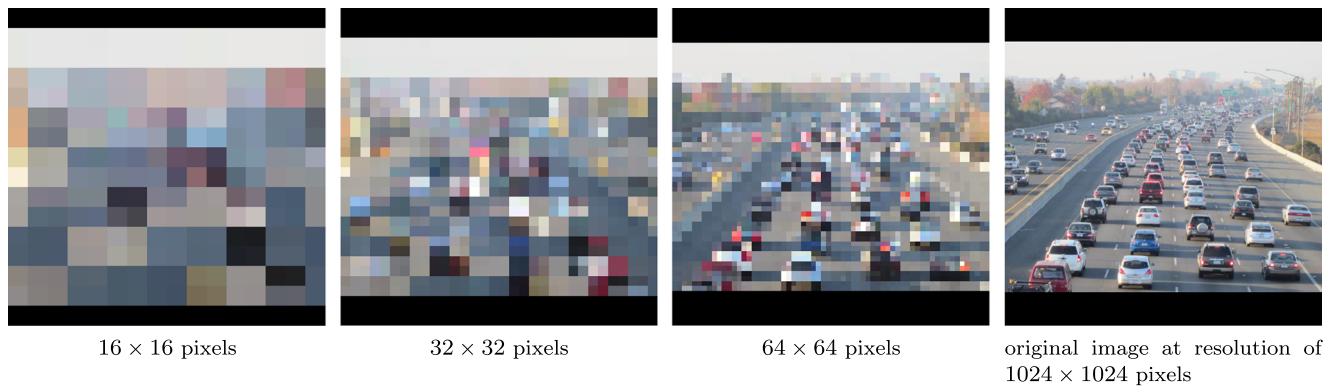 16 × 16 pixels
32 × 32 pixels
64 × 64 pixels
original image at resolution of
1024 × 1024 pixels